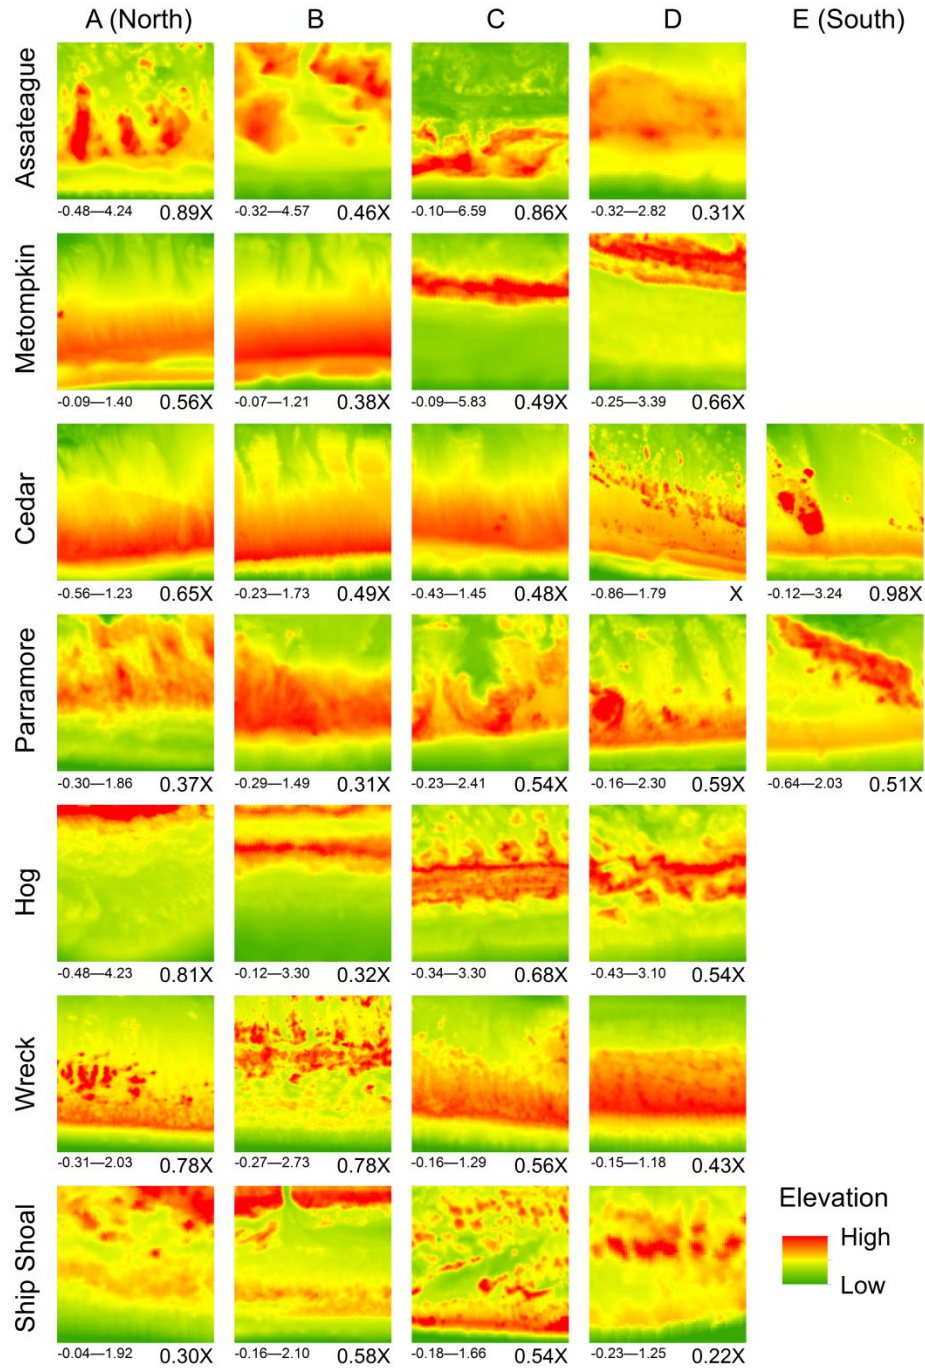 A (North) B C D E (South)
Assateague
-0.48—4.24 0.89X -0.32—4.57 0.46X -0.10—6.59 0.86X -0.32—2.82 0.31X
Metompkin
-0.09—1.40 0.56X -0.07—1.21 0.38X -0.09—5.83 0.49X -0.25—3.39 0.66X
Cedar
-0.56—1.23 0.65X -0.23—1.73 0.49X -0.43—1.45 0.48X -0.86—1.79 X -0.12—3.24 0.98X
Parramore
-0.30—1.86 0.37X -0.29—1.49 0.31X -0.23—2.41 0.54X -0.16—2.30 0.59X -0.64—2.03 0.51X
Hog
-0.48—4.23 0.81X -0.12—3.30 0.32X -0.34—3.30 0.68X -0.43—3.10 0.54X
Wreck
-0.31—2.03 0.78X -0.27—2.73 0.78X -0.16—1.29 0.56X -0.15—1.18 0.43X
Ship Shoal
-0.04—1.92 0.30X -0.16—2.10 0.58X -0.18—1.66 0.54X -0.23—1.25 0.22X
Elevation
High
Low